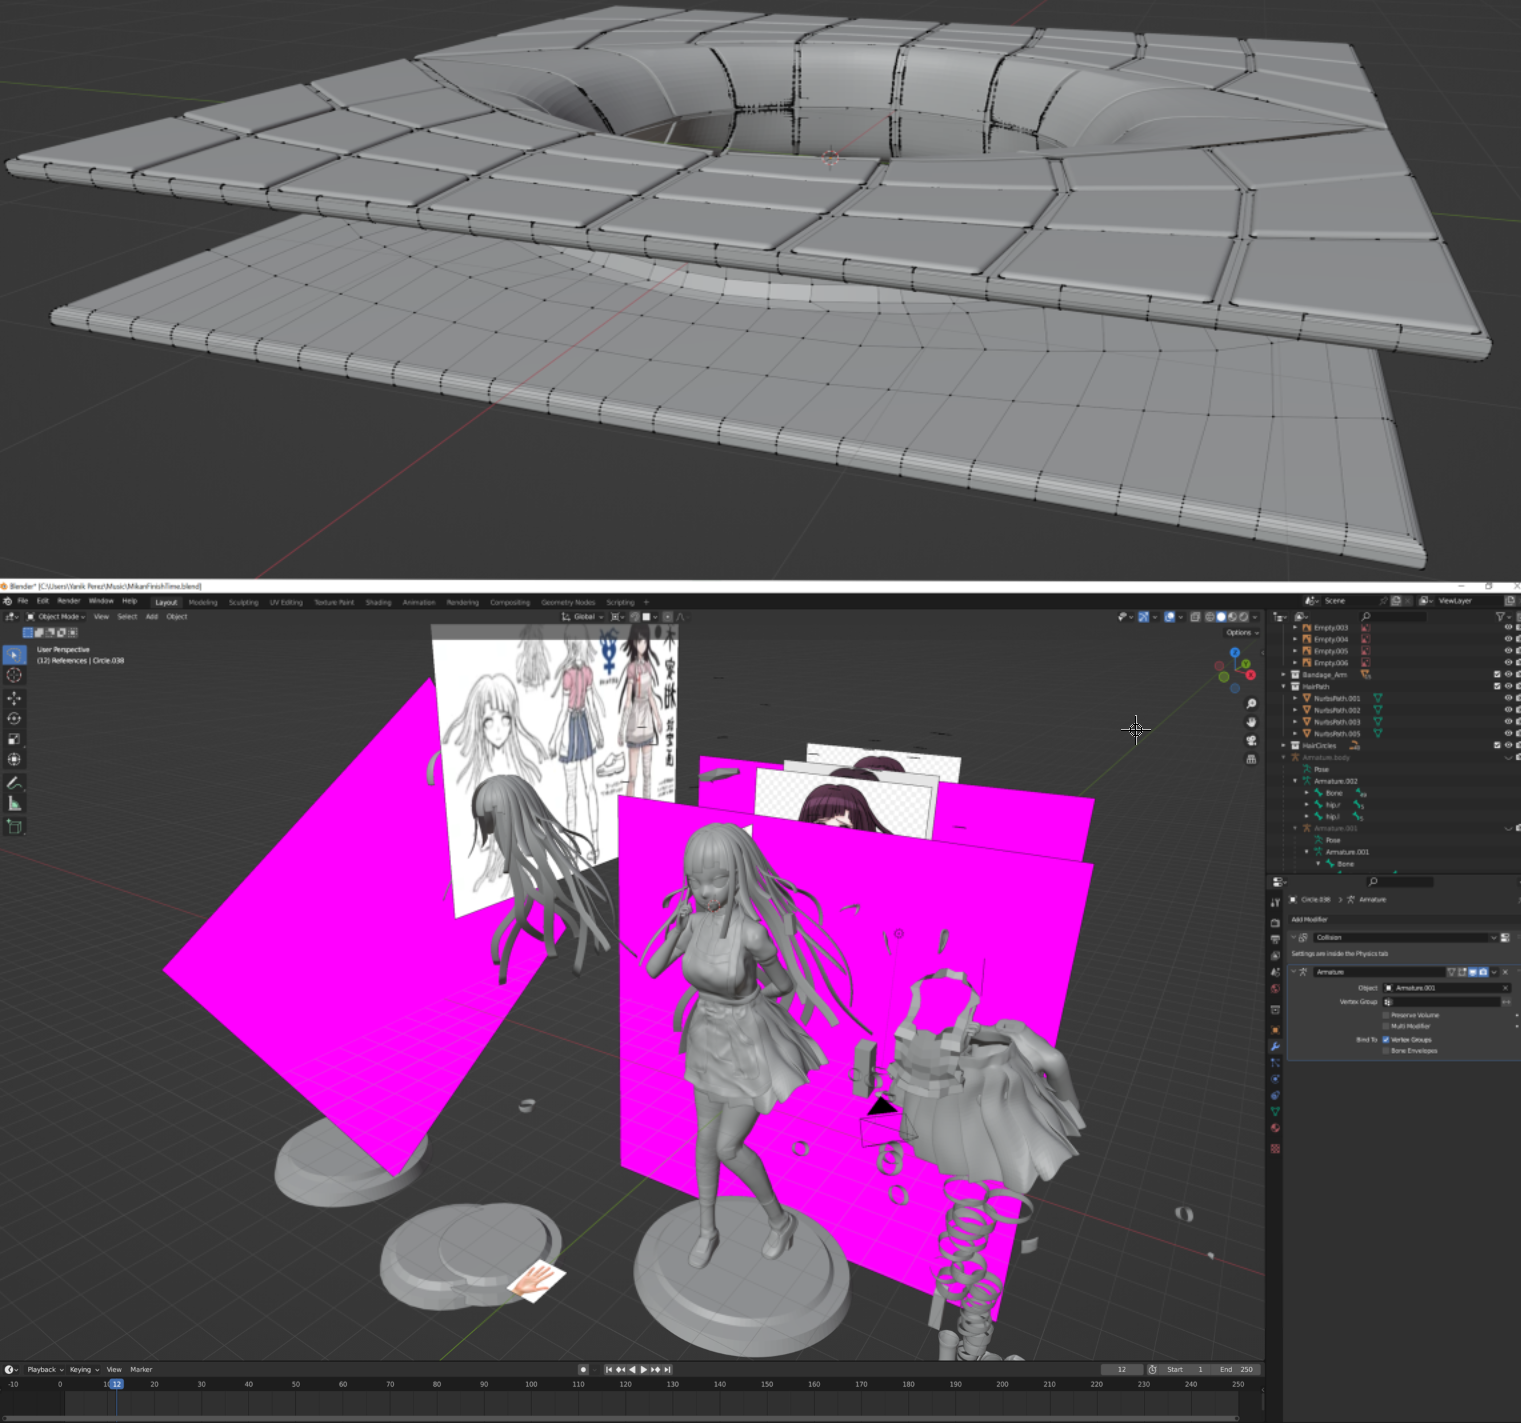 Blender* [C:\Users\Yanik Perez\Music\MikanFinishTime.blend]
File Edit Render Window Help Layout Modeling Sculpting UV Editing Texture Paint Shading Animation Rendering Compositing Geometry Nodes Scripting + Scene ViewLayer
Object Mode View Select Add Object Global
Options
User Perspective
(12) References | Circle.038
Empty.003
Empty.004
Empty.005
Empty.006
Bandage_Arm
HairPath
NurbsPath.001
NurbsPath.002
NurbsPath.003
NurbsPath.005
HairCircles
Armature.body
Pose
Armature.002
Bone
hip.r
hip.l
Armature.001
Pose
Armature.001
Bone
Circle.038 > Armature
Add Modifier
Collision
Settings are inside the Physics tab
Armature
Object Armature.001
Vertex Group
Preserve Volume
Multi Modifier
Bind To Vertex Groups
Bone Envelopes
Playback Keying View Marker 12 Start 1 End 250
-10 0 12 20 30 40 50 60 70 80 90 100 110 120 130 140 150 160 170 180 190 200 210 220 230 240 250